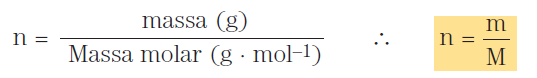 n = massa (g) / Massa molar (g · mol⁻¹) ∴ n = m / M